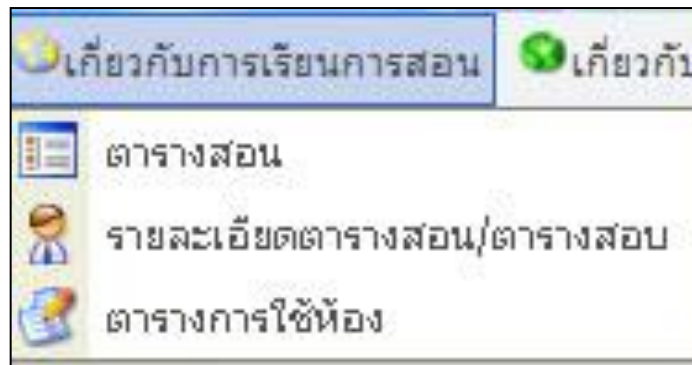 เกี่ยวกับการเรียนการสอน เกี่ยวกับ
ตารางสอน
รายละเอียดตารางสอน/ตารางสอบ
ตารางการใช้ห้อง